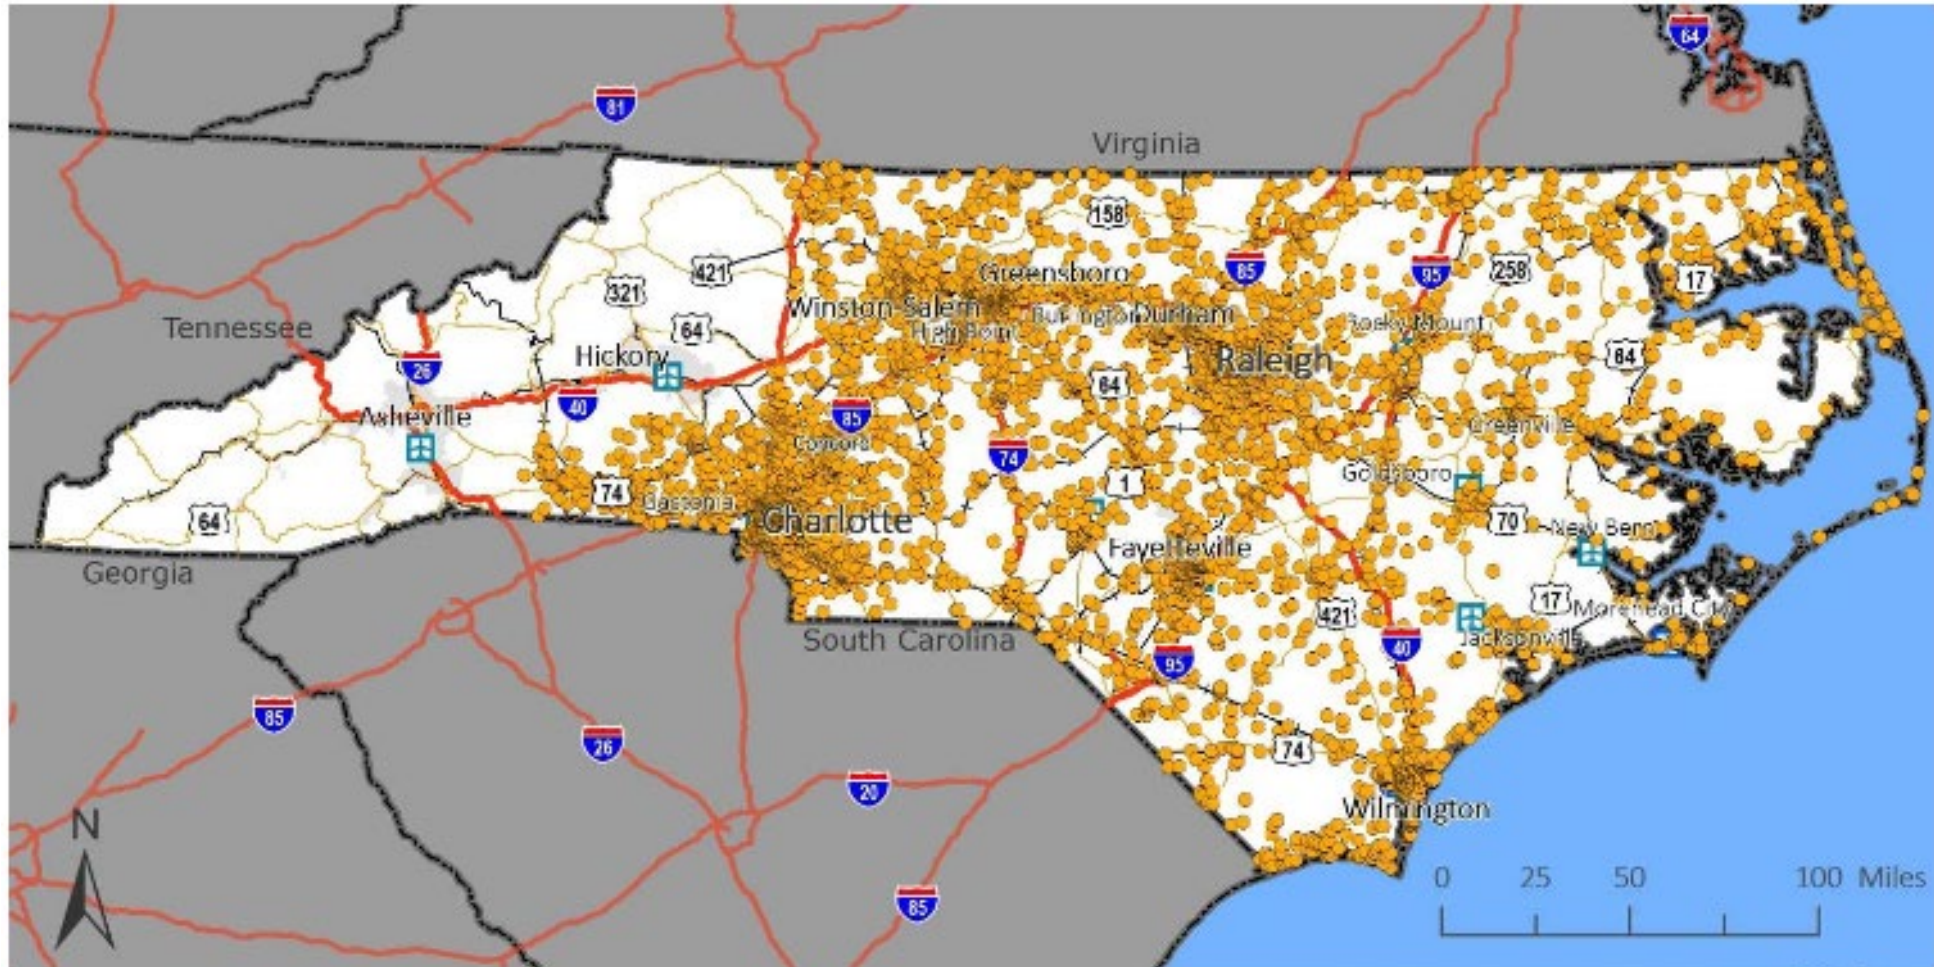 64
81
Virginia
158
Greensboro
85
95
258
17
421
321
Winston-Salem
Burlington
Durham
High Point
Rocky Mount
Tennessee
64
Hickory
Raleigh
64
64
26
40
Asheville
85
Concord
Greenville
74
Goldsboro
74
Gastonia
1
64
Charlotte
70
New Bern
Fayetteville
Georgia
17
Morehead City
421
South Carolina
Jacksonville
40
95
85
26
74
20
Wilmington
N
0 25 50 100 Miles
85